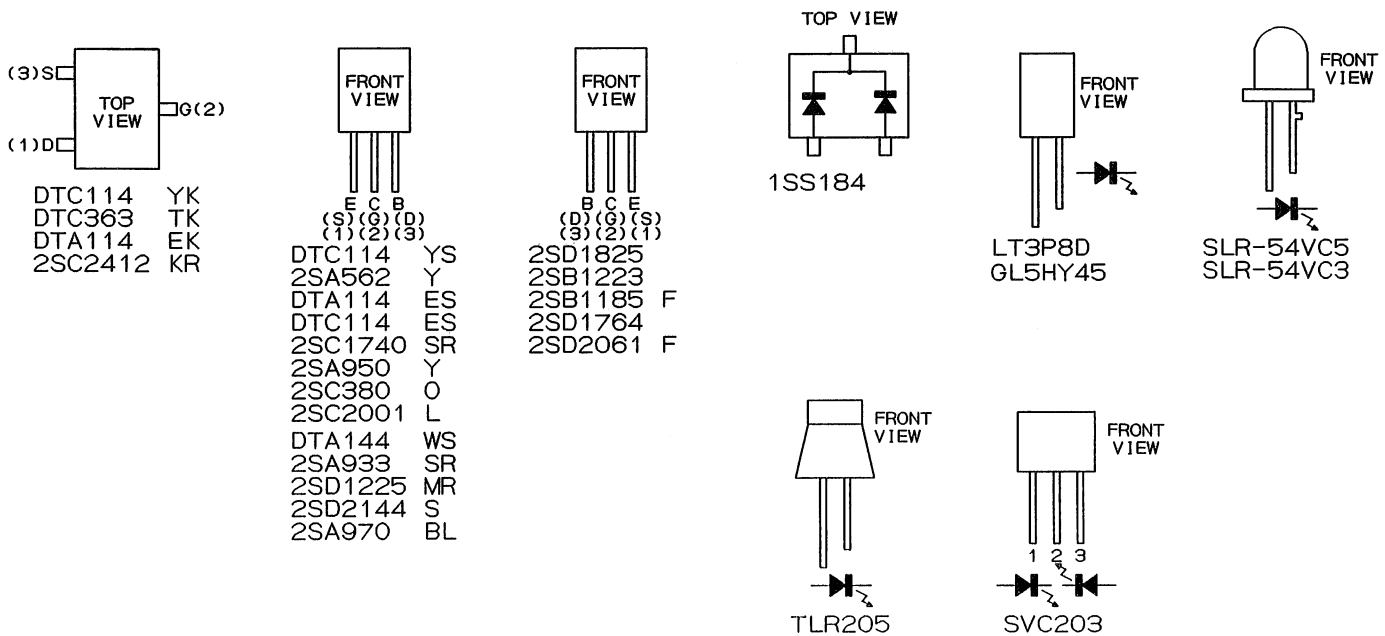 (3)S
TOP
VIEW
G(2)
(1)D
DTC114 YK
DTC363 TK
DTA114 EK
2SC2412 KR
FRONT
VIEW
E C B
(S)(G)(D)
(1)(2)(3)
DTC114 YS
2SA562 Y
DTA114 ES
DTC114 ES
2SC1740 SR
2SA950 Y
2SC380 O
2SC2001 L
DTA144 WS
2SA933 SR
2SD1225 MR
2SD2144 S
2SA970 BL
FRONT
VIEW
B C E
(D)(G)(S)
(3)(2)(1)
2SD1825
2SB1223
2SB1185 F
2SD1764
2SD2061 F
TOP VIEW
1SS184
FRONT
VIEW
LT3P8D
GL5HY45
FRONT
VIEW
SLR-54VC5
SLR-54VC3
FRONT
VIEW
TLR205
FRONT
VIEW
1 2 3
SVC203